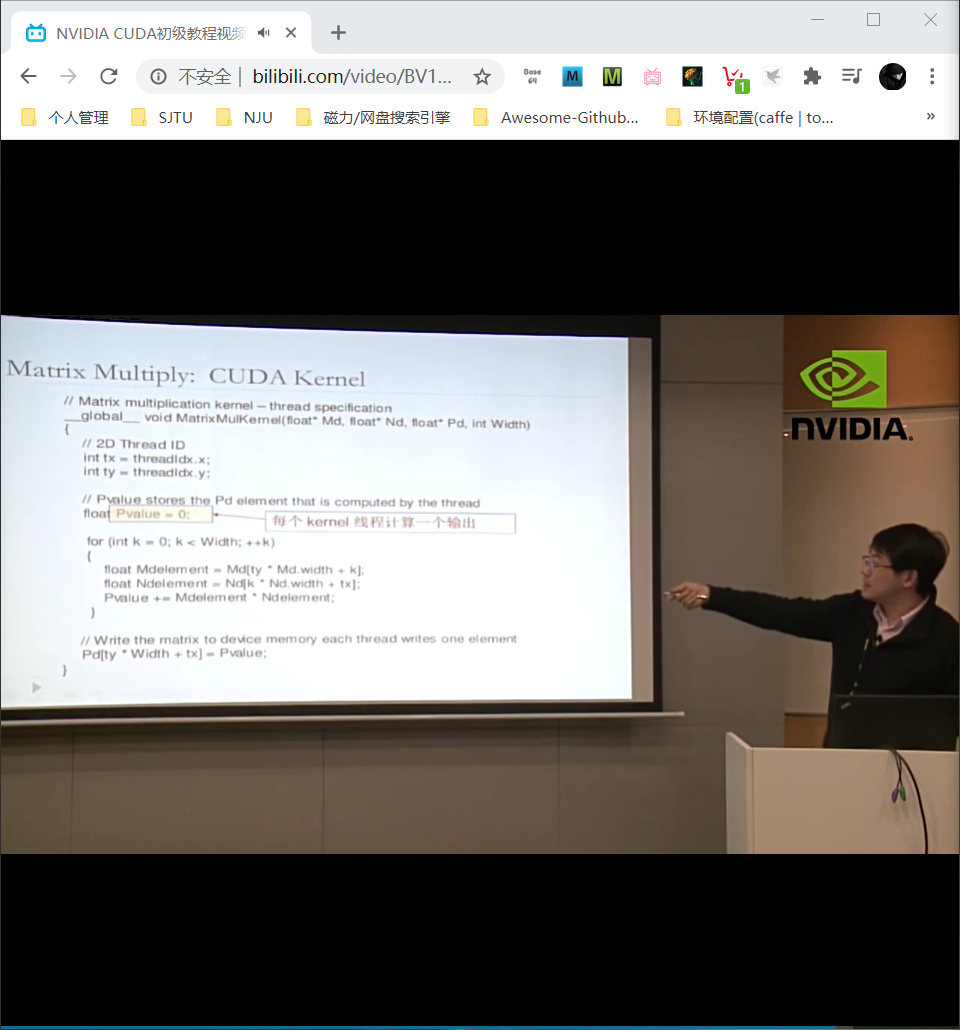 NVIDIA CUDA初级教程视频
不安全 | bilibili.com/video/BV1...
Base
64
M
M
1
个人管理
SJTU
NJU
磁力/网盘搜索引擎
Awesome-Github...
环境配置(caffe | to...
»
Matrix Multiply: CUDA Kernel
// Matrix multiplication kernel – thread specification
__global__ void MatrixMulKernel(float* Md, float* Nd, float* Pd, int Width)
{
// 2D Thread ID
int tx = threadIdx.x;
int ty = threadIdx.y;
// Pvalue stores the Pd element that is computed by the thread
float Pvalue = 0;
每个 kernel 线程计算一个输出
for (int k = 0; k < Width; ++k)
{
float Mdelement = Md[ty * Md.width + k];
float Ndelement = Nd[k * Nd.width + tx];
Pvalue += Mdelement * Ndelement;
}
// Write the matrix to device memory each thread writes one element
Pd[ty * Width + tx] = Pvalue;
}
NVIDIA.